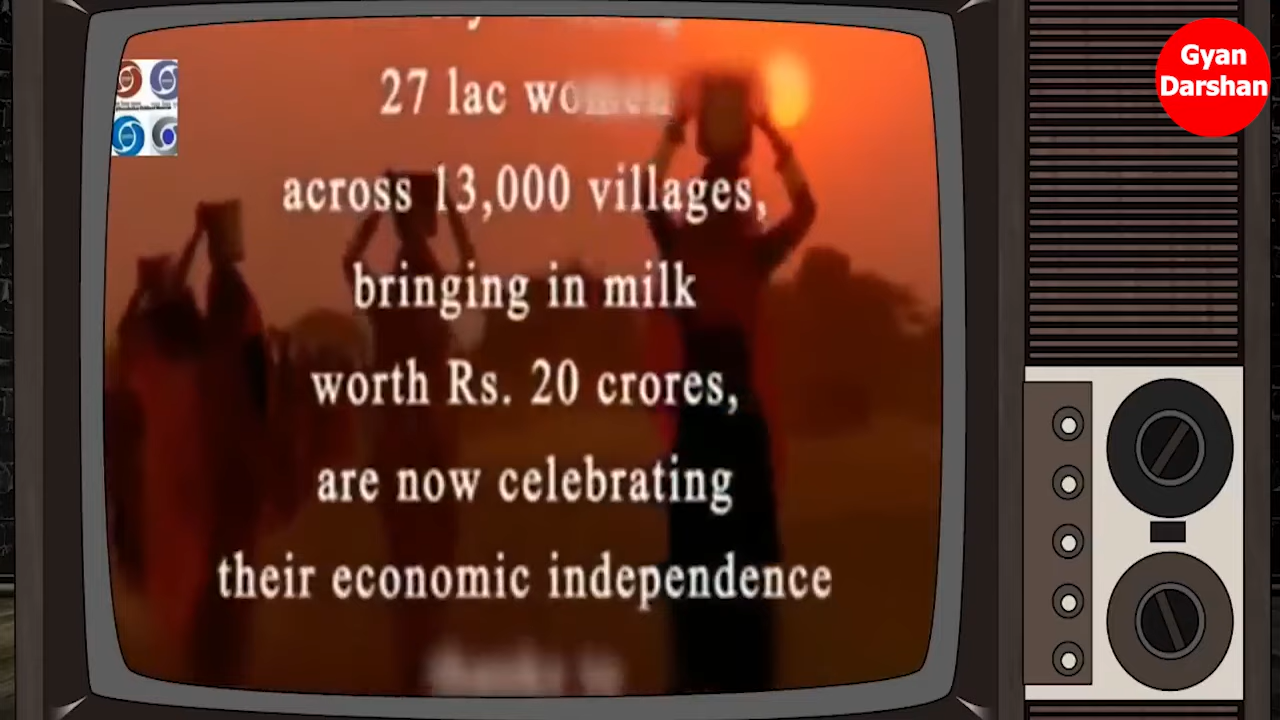 Gyan
Darshan
27 lac women
across 13,000 villages,
bringing in milk
worth Rs. 20 crores,
are now celebrating
their economic independence